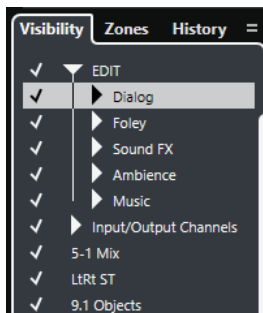 Visibility Zones History
EDIT
Dialog
Foley
Sound FX
Ambience
Music
Input/Output Channels
5-1 Mix
LtRt ST
9.1 Objects